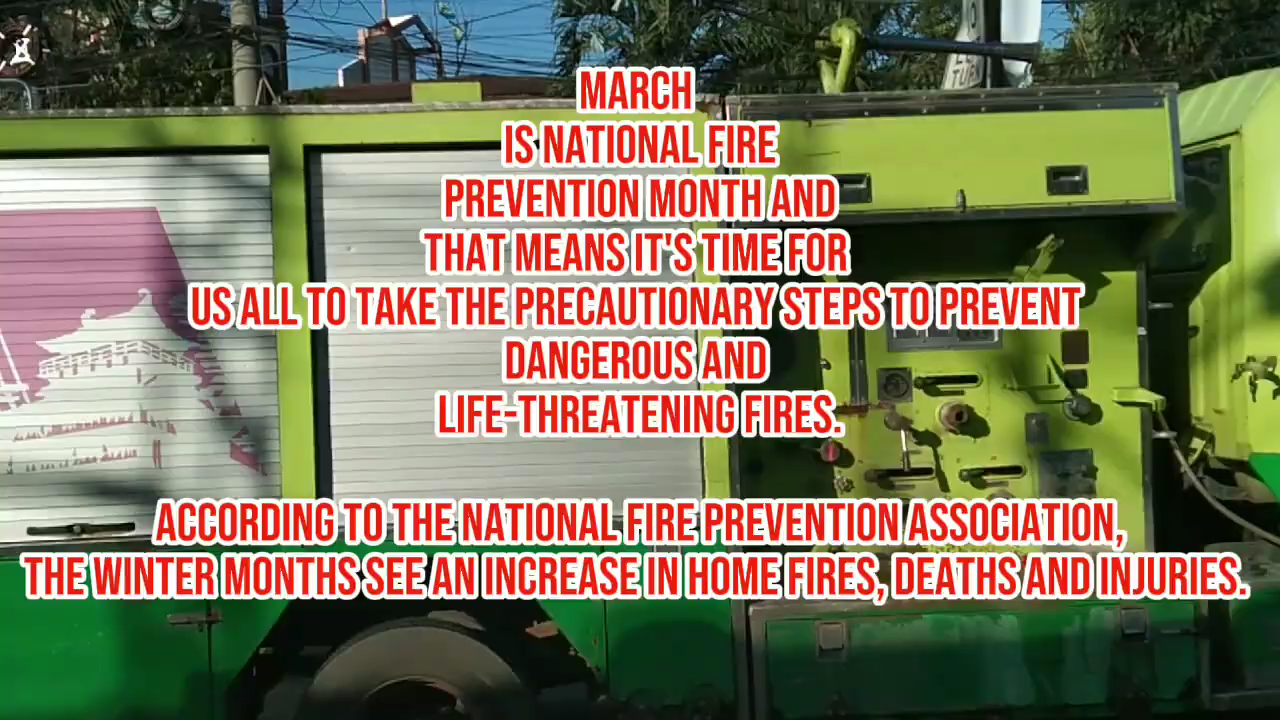 TURN
MARCH
IS NATIONAL FIRE
PREVENTION MONTH AND
THAT MEANS IT'S TIME FOR
US ALL TO TAKE THE PRECAUTIONARY STEPS TO PREVENT
DANGEROUS AND
LIFE-THREATENING FIRES.
ACCORDING TO THE NATIONAL FIRE PREVENTION ASSOCIATION,
THE WINTER MONTHS SEE AN INCREASE IN HOME FIRES, DEATHS AND INJURIES.